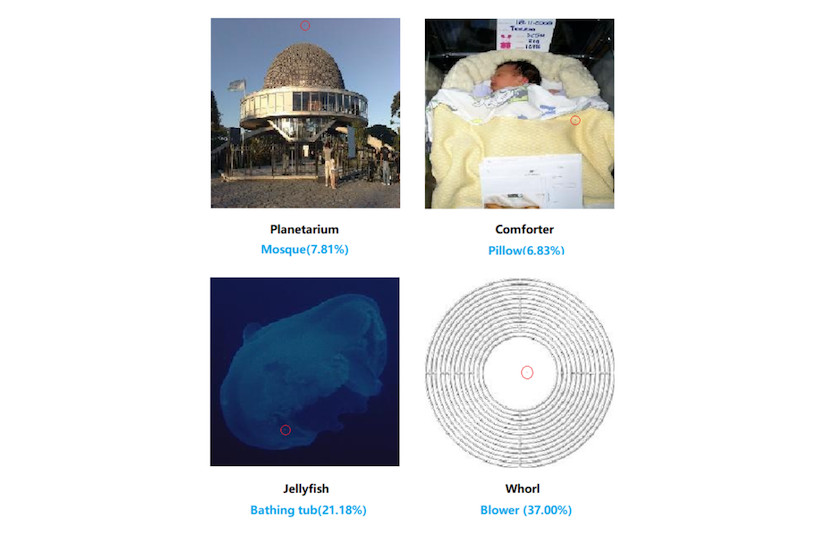 Planetarium
Mosque(7.81%)
Comforter
Pillow(6.83%)
Jellyfish
Bathing tub(21.18%)
Whorl
Blower (37.00%)